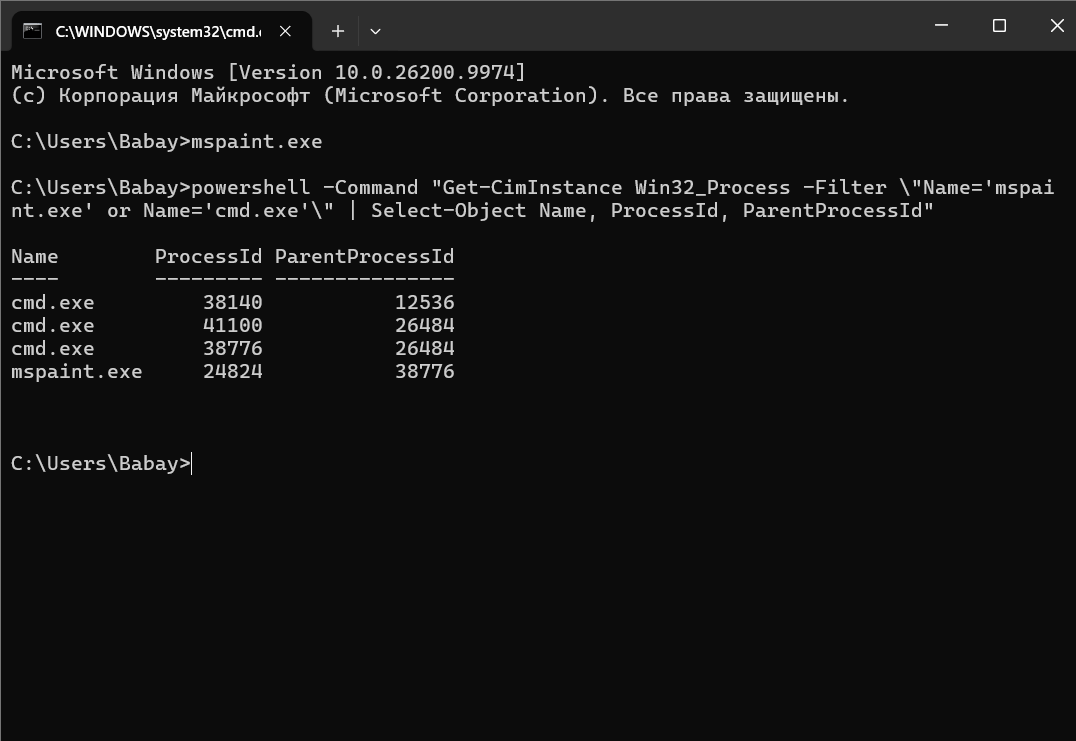 C:\WINDOWS\system32\cmd.
Microsoft Windows [Version 10.0.26200.9974]
(c) Корпорация Майкрософт (Microsoft Corporation). Все права защищены.
C:\Users\Babay>mspaint.exe
C:\Users\Babay>powershell -Command "Get-CimInstance Win32_Process -Filter \"Name='mspai
nt.exe' or Name='cmd.exe'\" | Select-Object Name, ProcessId, ParentProcessId"
Name        ProcessId ParentProcessId
----        --------- ---------------
cmd.exe         38140           12536
cmd.exe         41100           26484
cmd.exe         38776           26484
mspaint.exe     24824           38776
C:\Users\Babay>